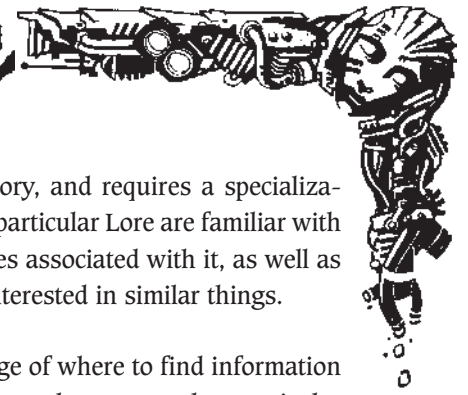 ory, and requires a specializa-
particular Lore are familiar with
es associated with it, as well as
nterested in similar things.
ge of where to find information